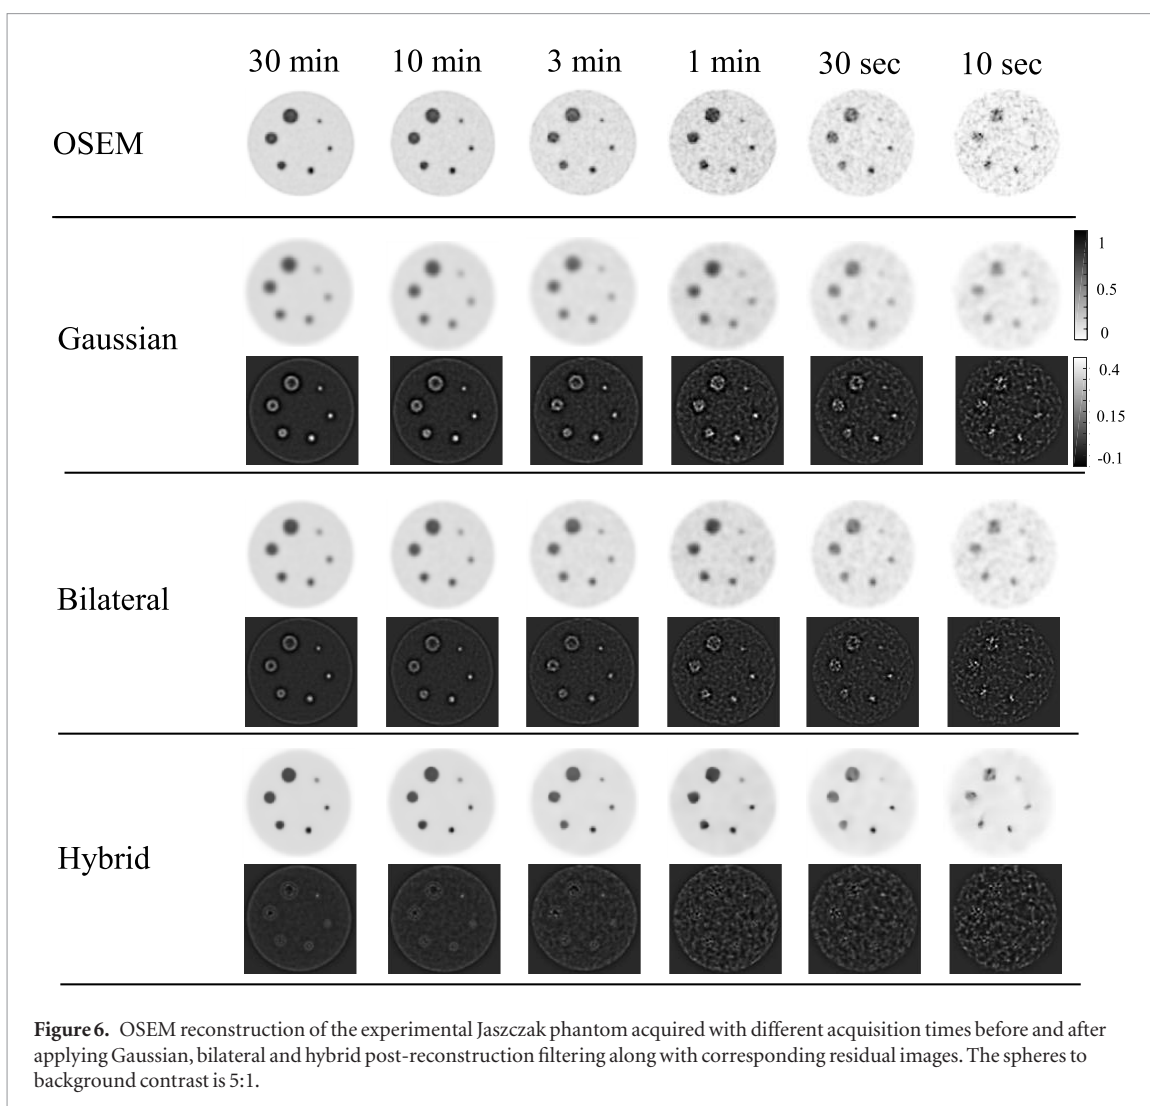 30 min 10 min 3 min 1 min 30 sec 10 sec
OSEM
Gaussian
1
0.5
0
0.4
0.15
-0.1
Bilateral
Hybrid
Figure 6. OSEM reconstruction of the experimental Jaszczak phantom acquired with different acquisition times before and after
applying Gaussian, bilateral and hybrid post-reconstruction filtering along with corresponding residual images. The spheres to
background contrast is 5:1.